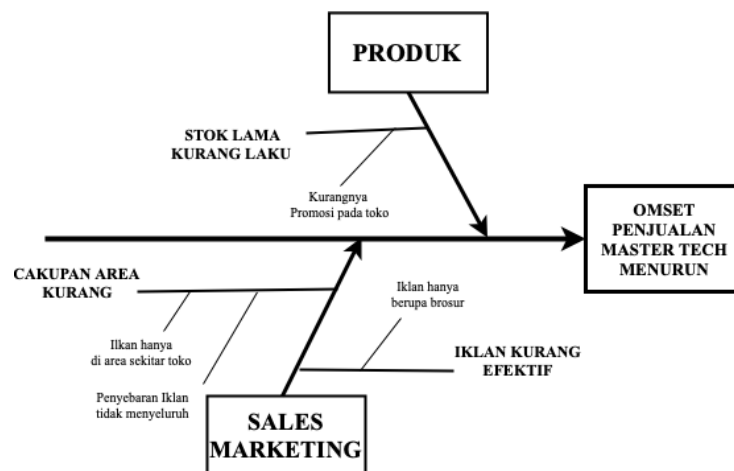 PRODUK
STOK LAMA
KURANG LAKU
Kurangnya
Promosi pada toko
OMSET
PENJUALAN
MASTER TECH
MENURUN
CAKUPAN AREA
KURANG
Iklan hanya
berupa brosur
Ilkan hanya
di area sekitar toko
IKLAN KURANG
EFEKTIF
Penyebaran Iklan
tidak menyeluruh
SALES
MARKETING